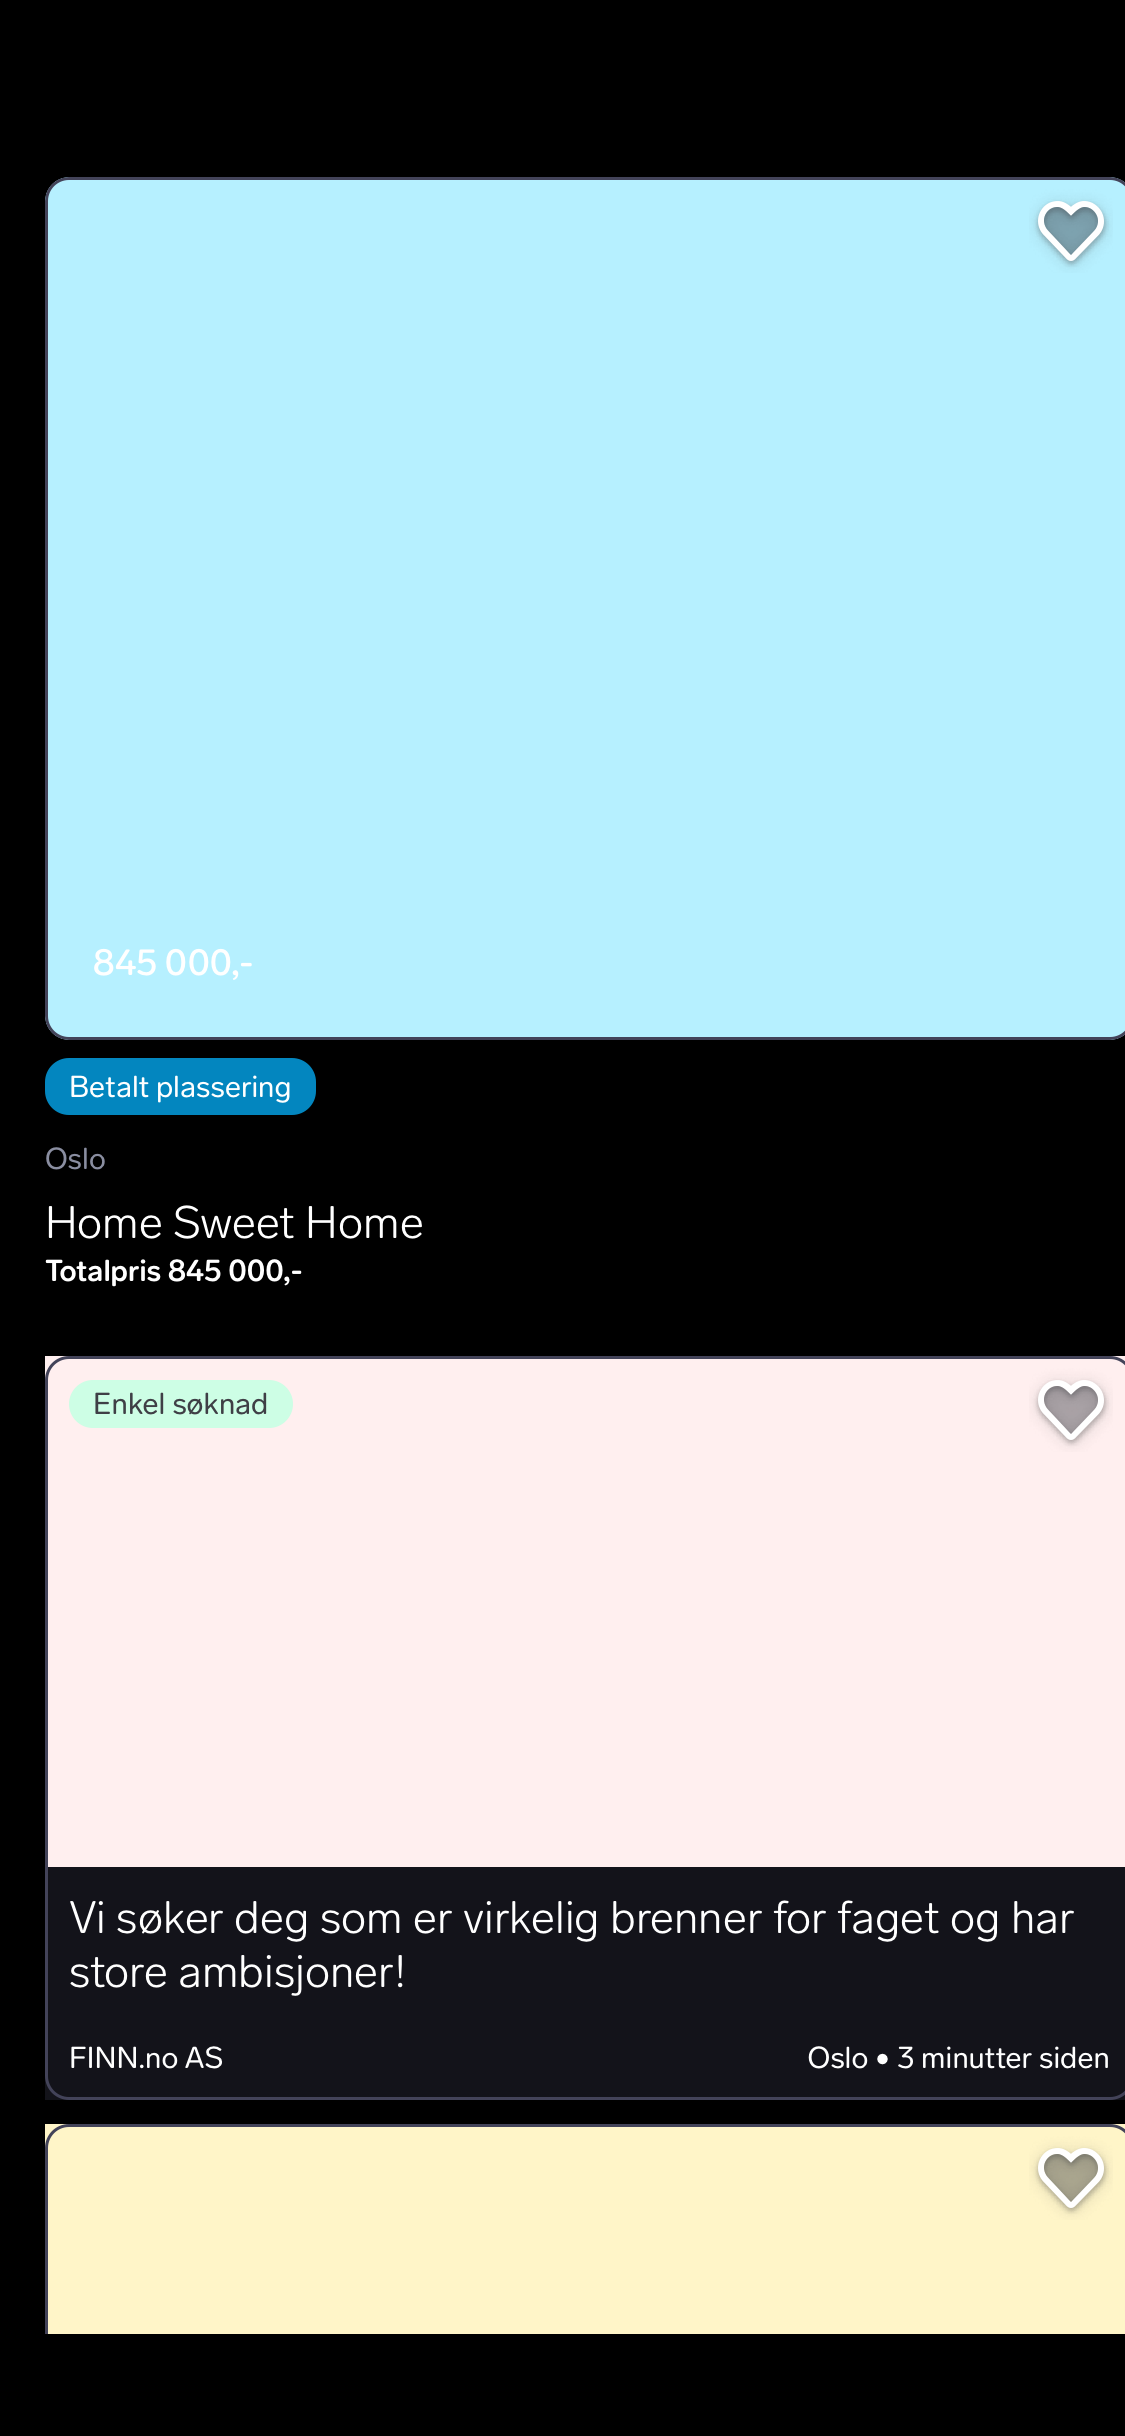 845 000,-
Betalt plassering
Oslo
Home Sweet Home
Totalpris 845 000,-
Enkel søknad
Vi søker deg som er virkelig brenner for faget og har
store ambisjoner!
FINN.no AS
Oslo • 3 minutter siden